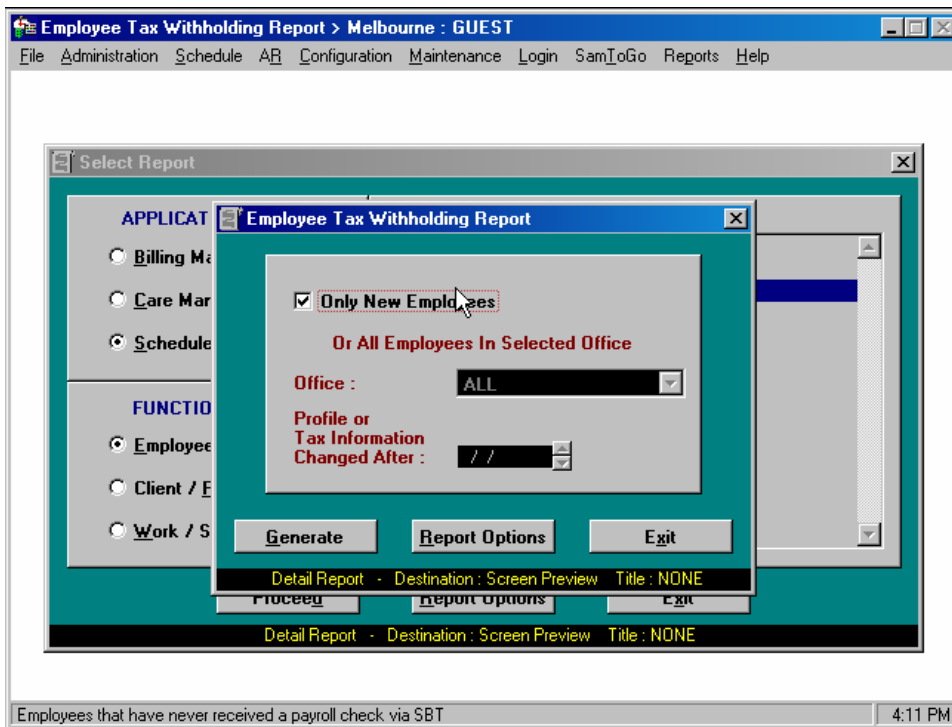 Employee Tax Withholding Report > Melbourne : GUEST
File Administration Schedule AR Configuration Maintenance Login SamToGo Reports Help
Select Report
APPLICAT
Billing Ma
Care Mar
Schedule
FUNCTIO
Employee
Client / F
Work / S
Employee Tax Withholding Report
Only New Employees
Or All Employees In Selected Office
Office : ALL
Profile or
Tax Information
Changed After : / /
Generate Report Options Exit
Detail Report - Destination : Screen Preview Title : NONE
Proceed Report Options Exit
Detail Report - Destination : Screen Preview Title : NONE
Employees that have never received a payroll check via SBT 4:11 PM